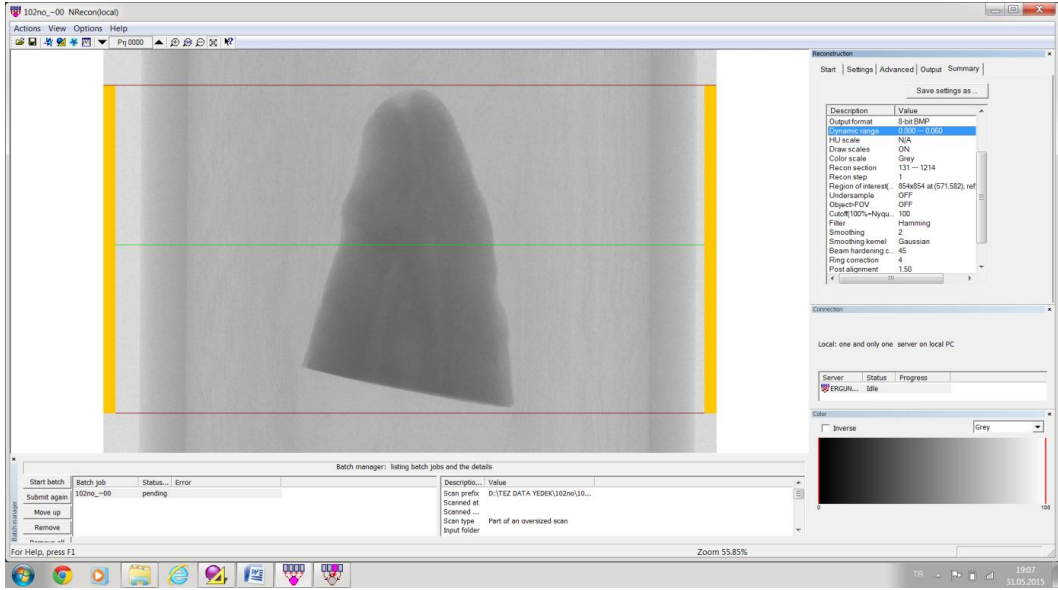 102no_~00 NRecon(local)
Actions View Options Help
Prj 0000
Reconstruction
Start Settings Advanced Output Summary
Save settings as ...
Description Value
Output format 8-bit BMP
Dynamic range 0.000 --- 0.060
HU scale N/A
Draw scales ON
Color scale Grey
Recon section 131 --- 1214
Recon step 1
Region of interest(... 854x854 at (571,582), ref
Undersample OFF
Object>FOV OFF
Cutoff(100%=Nyqu... 100
Filter Hamming
Smoothing 2
Smoothing kernel Gaussian
Beam hardening c... 45
Ring correction 4
Post alignment 1.50
Connection
Local: one and only one server on local PC
Server Status Progress
ERGUN... Idle
Color
Inverse Grey
0 100
Batch manager: listing batch jobs and the details
Batch manager
Start batch
Submit again
Move up
Remove
Remove all
Batch job Status... Error
102no_~00 pending
Descriptio... Value
Scan prefix D:\TEZ DATA YEDEK\102no\10...
Scanned at
Scanned ...
Scan type Part of an oversized scan
Input folder
For Help, press F1
Zoom 55.85%
TR
19:07
31.05.2015